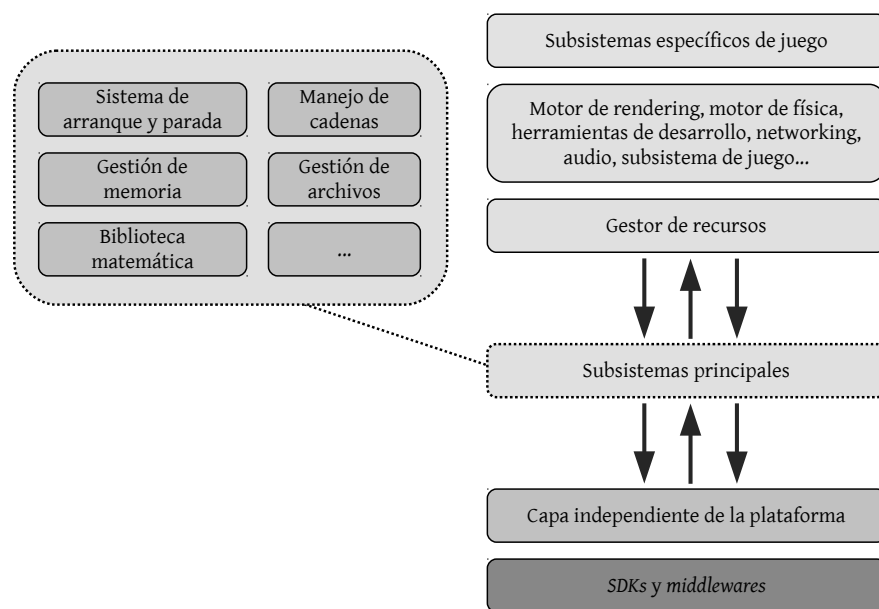 Sistema de
arranque y parada
Manejo de
cadenas
Gestión de
memoria
Gestión de
archivos
Biblioteca
matemática
...
Subsistemas específicos de juego
Motor de rendering, motor de física,
herramientas de desarrollo, networking,
audio, subsistema de juego...
Gestor de recursos
Subsistemas principales
Capa independiente de la plataforma
SDKs y middlewares